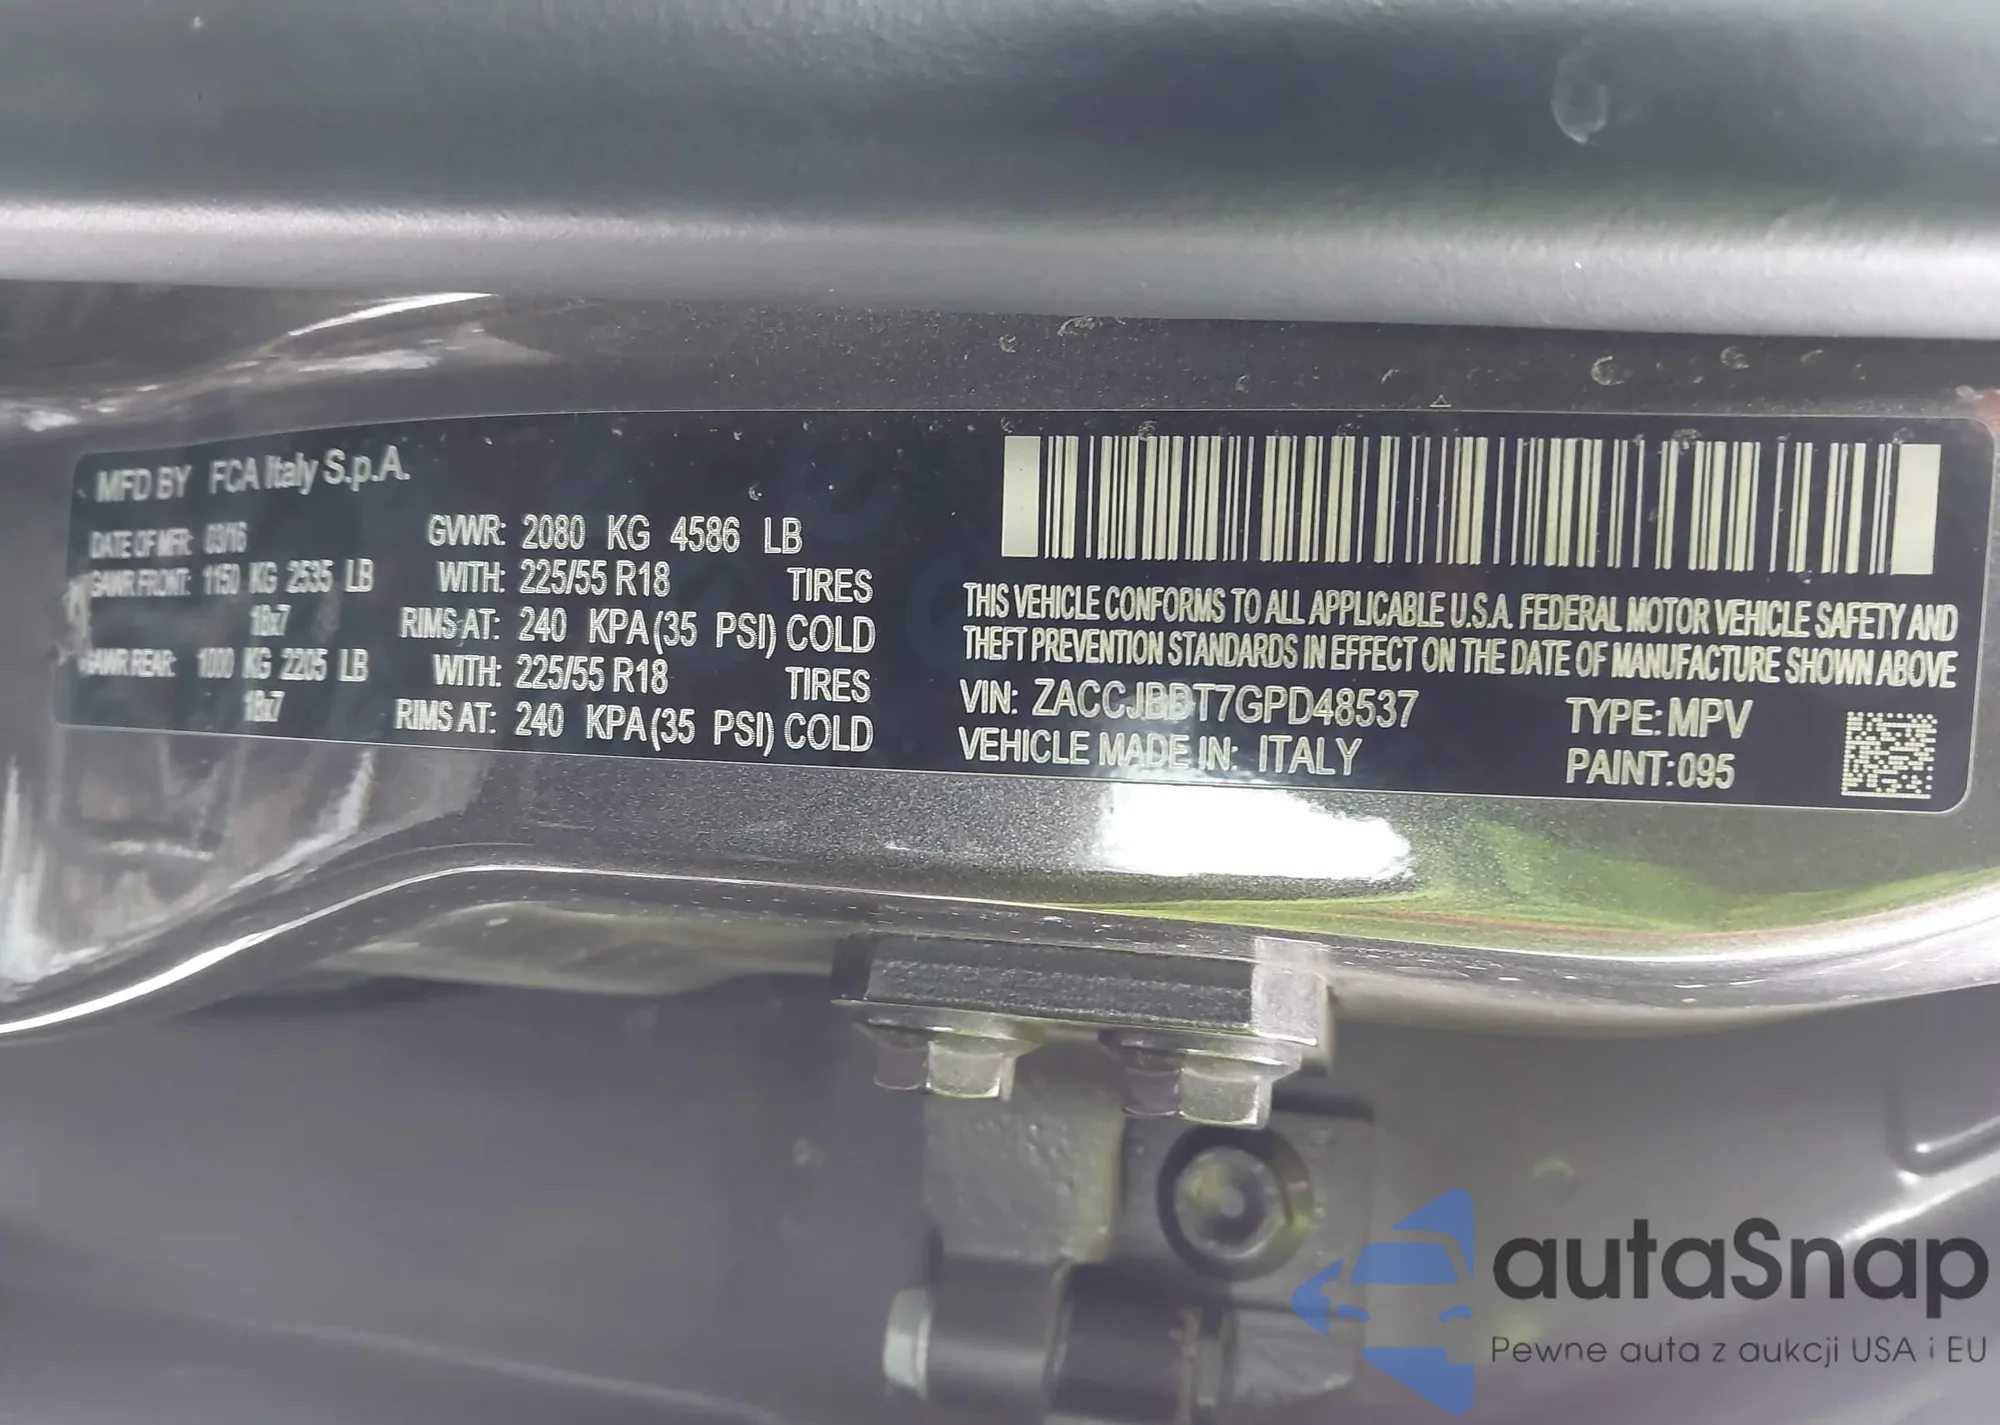 MFD BY FCA Italy S.p.A.
DATE OF MFR: 03/16
GVWR: 2080 KG 4586 LB
GAWR FRONT: 1150 KG 2535 LB WITH: 225/55 R18 TIRES
18x7 RIMS AT: 240 KPA (35 PSI) COLD
GAWR REAR: 1000 KG 2205 LB WITH: 225/55 R18 TIRES
18x7 RIMS AT: 240 KPA (35 PSI) COLD
THIS VEHICLE CONFORMS TO ALL APPLICABLE U.S.A. FEDERAL MOTOR VEHICLE SAFETY AND
THEFT PREVENTION STANDARDS IN EFFECT ON THE DATE OF MANUFACTURE SHOWN ABOVE
VIN: ZACCJBDT7GPD48537 TYPE: MPV
VEHICLE MADE IN: ITALY PAINT: 095
autaSnap
Pewne auta z aukcji USA i EU